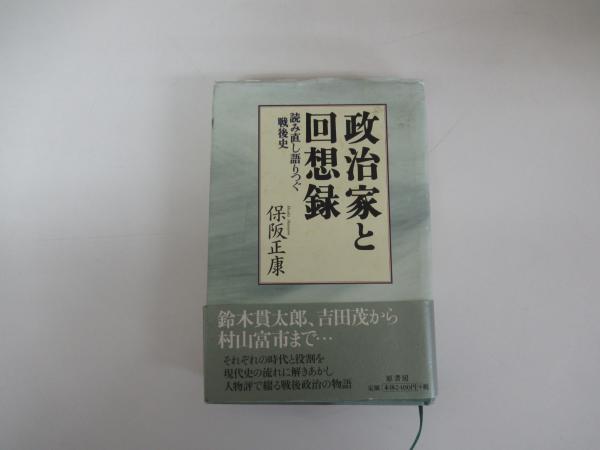 政治家と
回想録
読み直し語りつぐ
戦後史
保阪正康
鈴木貫太郎、吉田茂から
村山富市まで…
それぞれの時代と役割を
現代史の流れに解きあかし
人物評で綴る戦後政治の物語
原書房